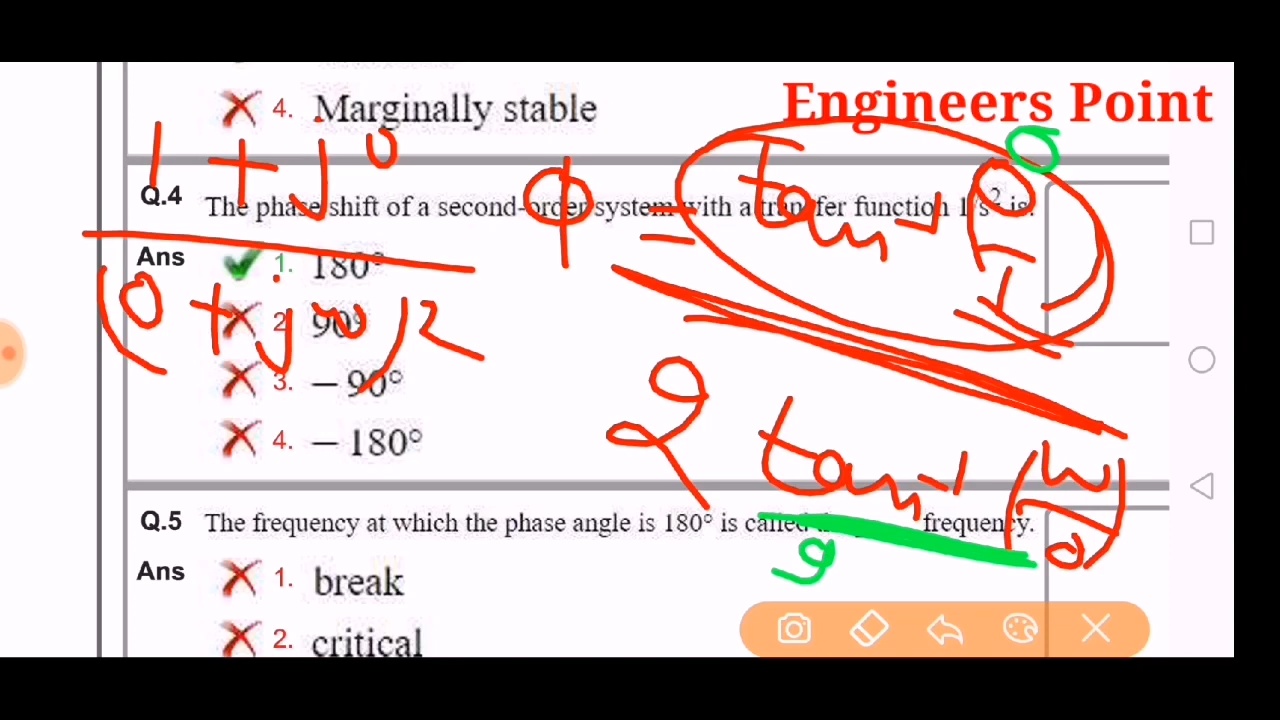 4. Marginally stable
Engineers Point
1 + j0
Q.4 The phase shift of a second-order system with a transfer function 1/s² is:
Ans 1. 180°
2. 90°
3. – 90°
4. – 180°
(0 + jω)²
ϕ = tan⁻¹(0/1)
0
2 tan⁻¹(ω/0)
Q.5 The frequency at which the phase angle is 180° is called frequency.
Ans 1. break
2. critical